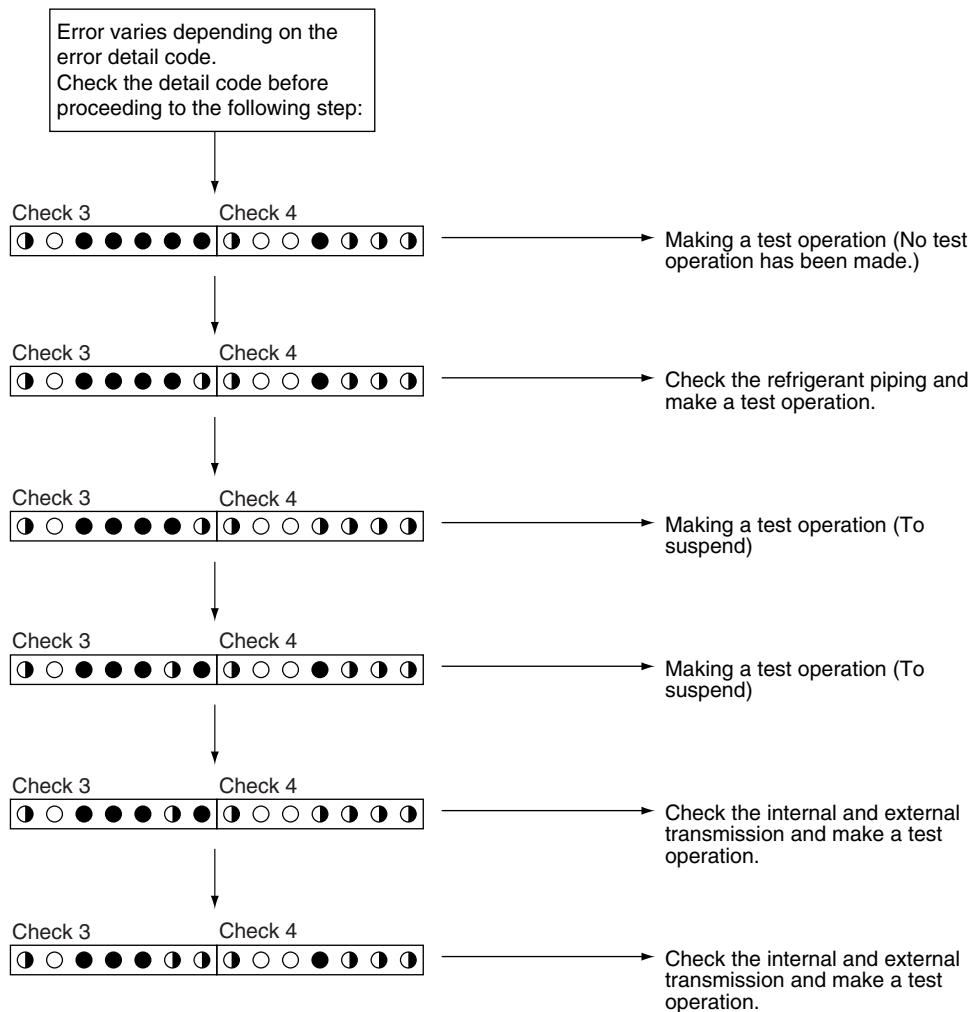 Error varies depending on the
error detail code.
Check the detail code before
proceeding to the following step:
Check 3 Check 4
Making a test operation (No test
operation has been made.)
Check 3 Check 4
Check the refrigerant piping and
make a test operation.
Check 3 Check 4
Making a test operation (To
suspend)
Check 3 Check 4
Making a test operation (To
suspend)
Check 3 Check 4
Check the internal and external
transmission and make a test
operation.
Check 3 Check 4
Check the internal and external
transmission and make a test
operation.